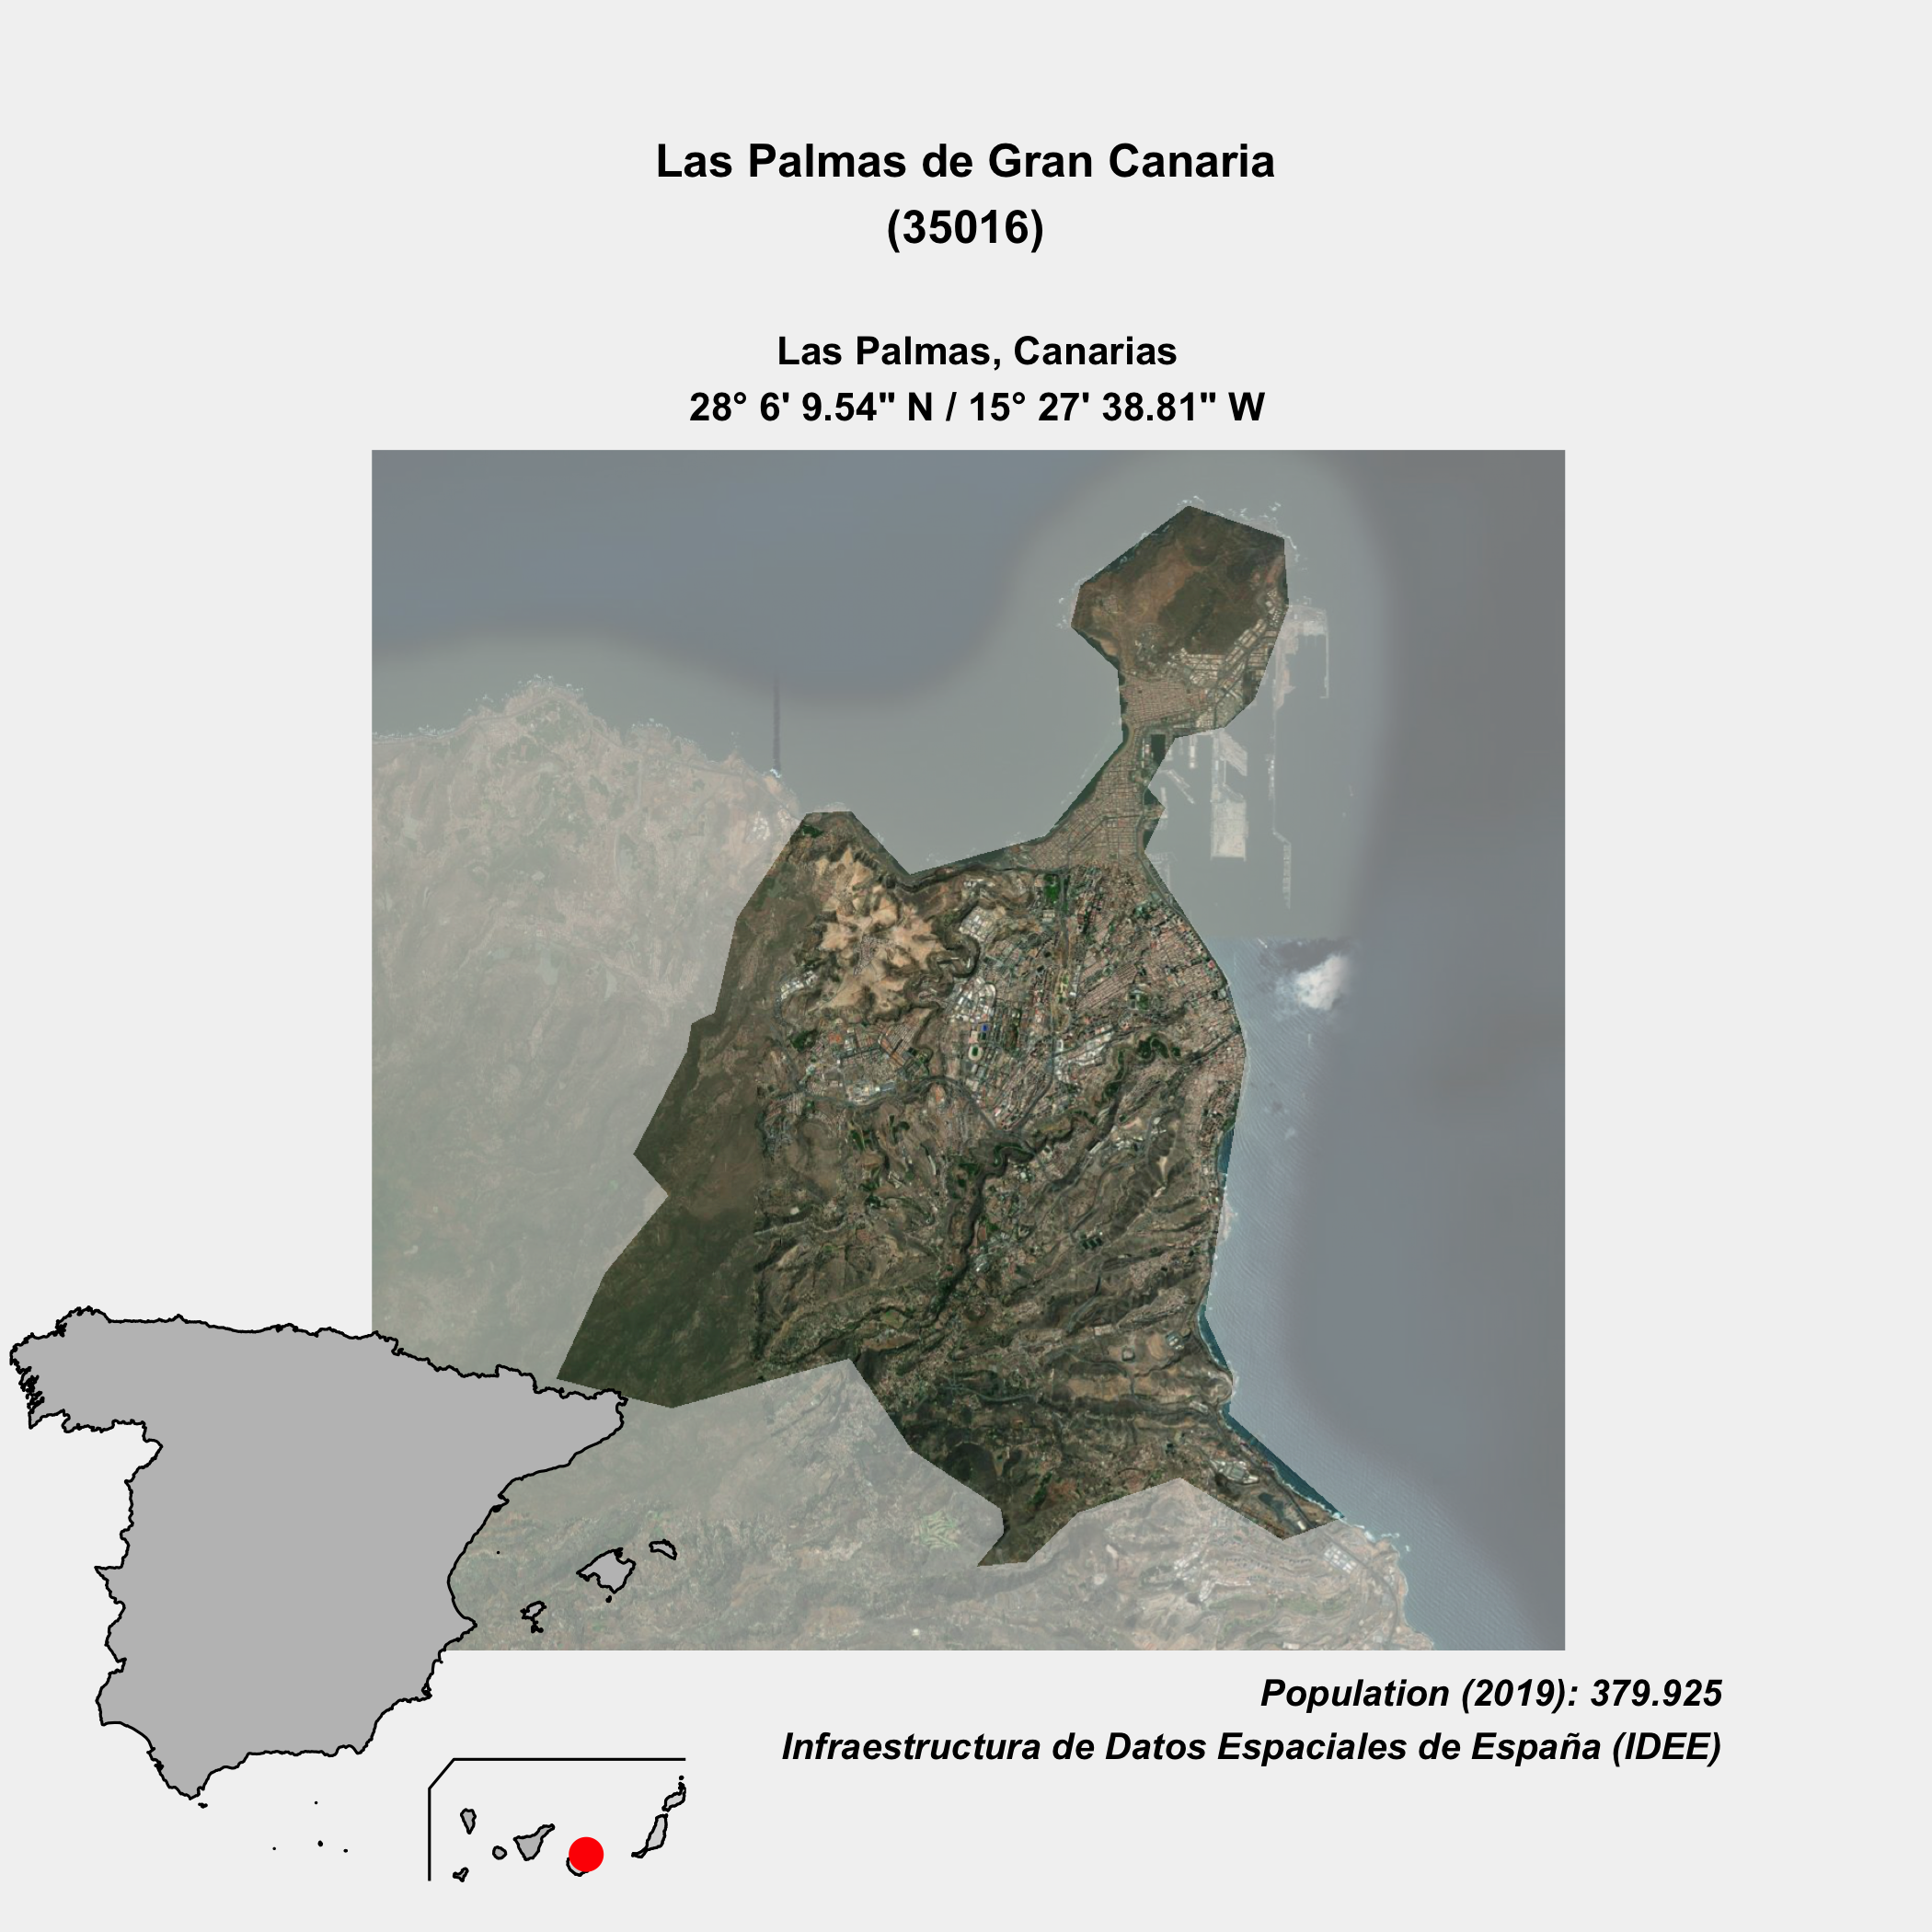 Las Palmas de Gran Canaria
(35016)
Las Palmas, Canarias
28° 6' 9.54" N / 15° 27' 38.81" W
Population (2019): 379.925
Infraestructura de Datos Espaciales de España (IDEE)